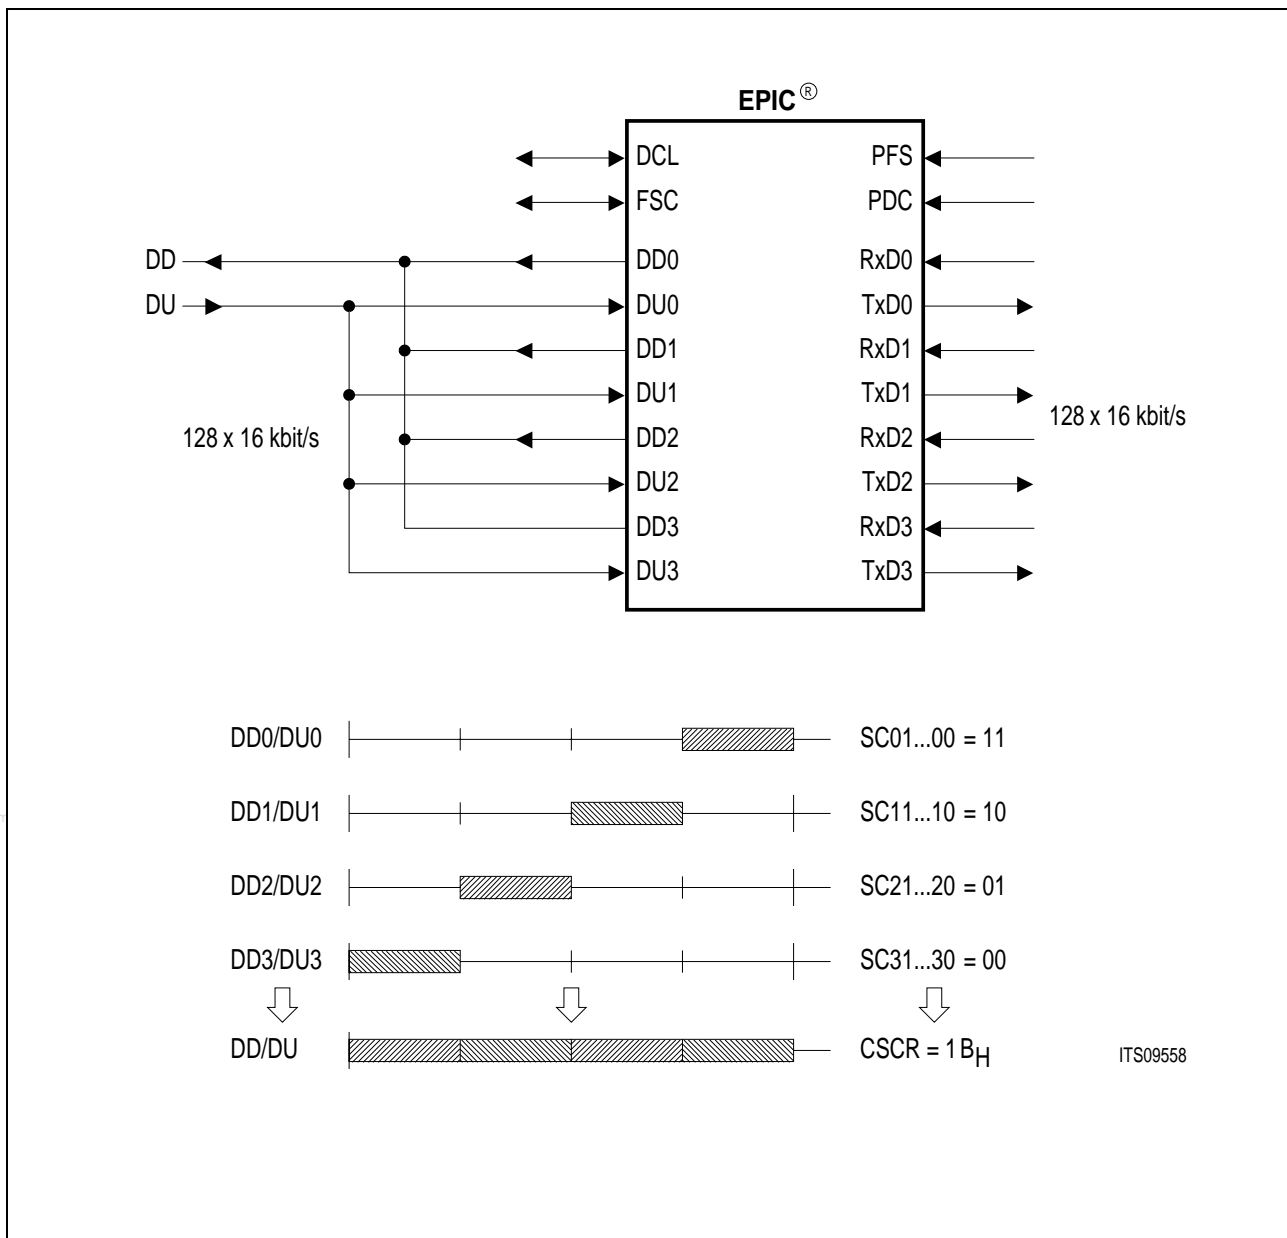 EPIC®
DCL PFS
FSC PDC
DD DD0 RxD0
DU DU0 TxD0
DD1 RxD1
DU1 TxD1
128 x 16 kbit/s 128 x 16 kbit/s
DD2 RxD2
DU2 TxD2
DD3 RxD3
DU3 TxD3
DD0/DU0 SC01...00 = 11
DD1/DU1 SC11...10 = 10
DD2/DU2 SC21...20 = 01
DD3/DU3 SC31...30 = 00
DD/DU CSCR = 1 BH ITS09558